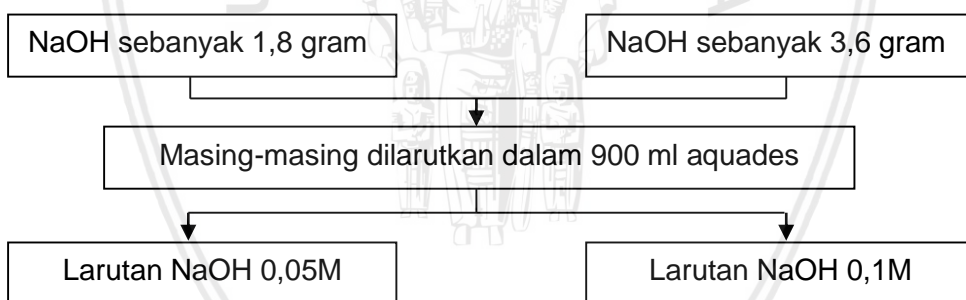 NaOH sebanyak 1,8 gram
NaOH sebanyak 3,6 gram
Masing-masing dilarutkan dalam 900 ml aquades
Larutan NaOH 0,05M
Larutan NaOH 0,1M